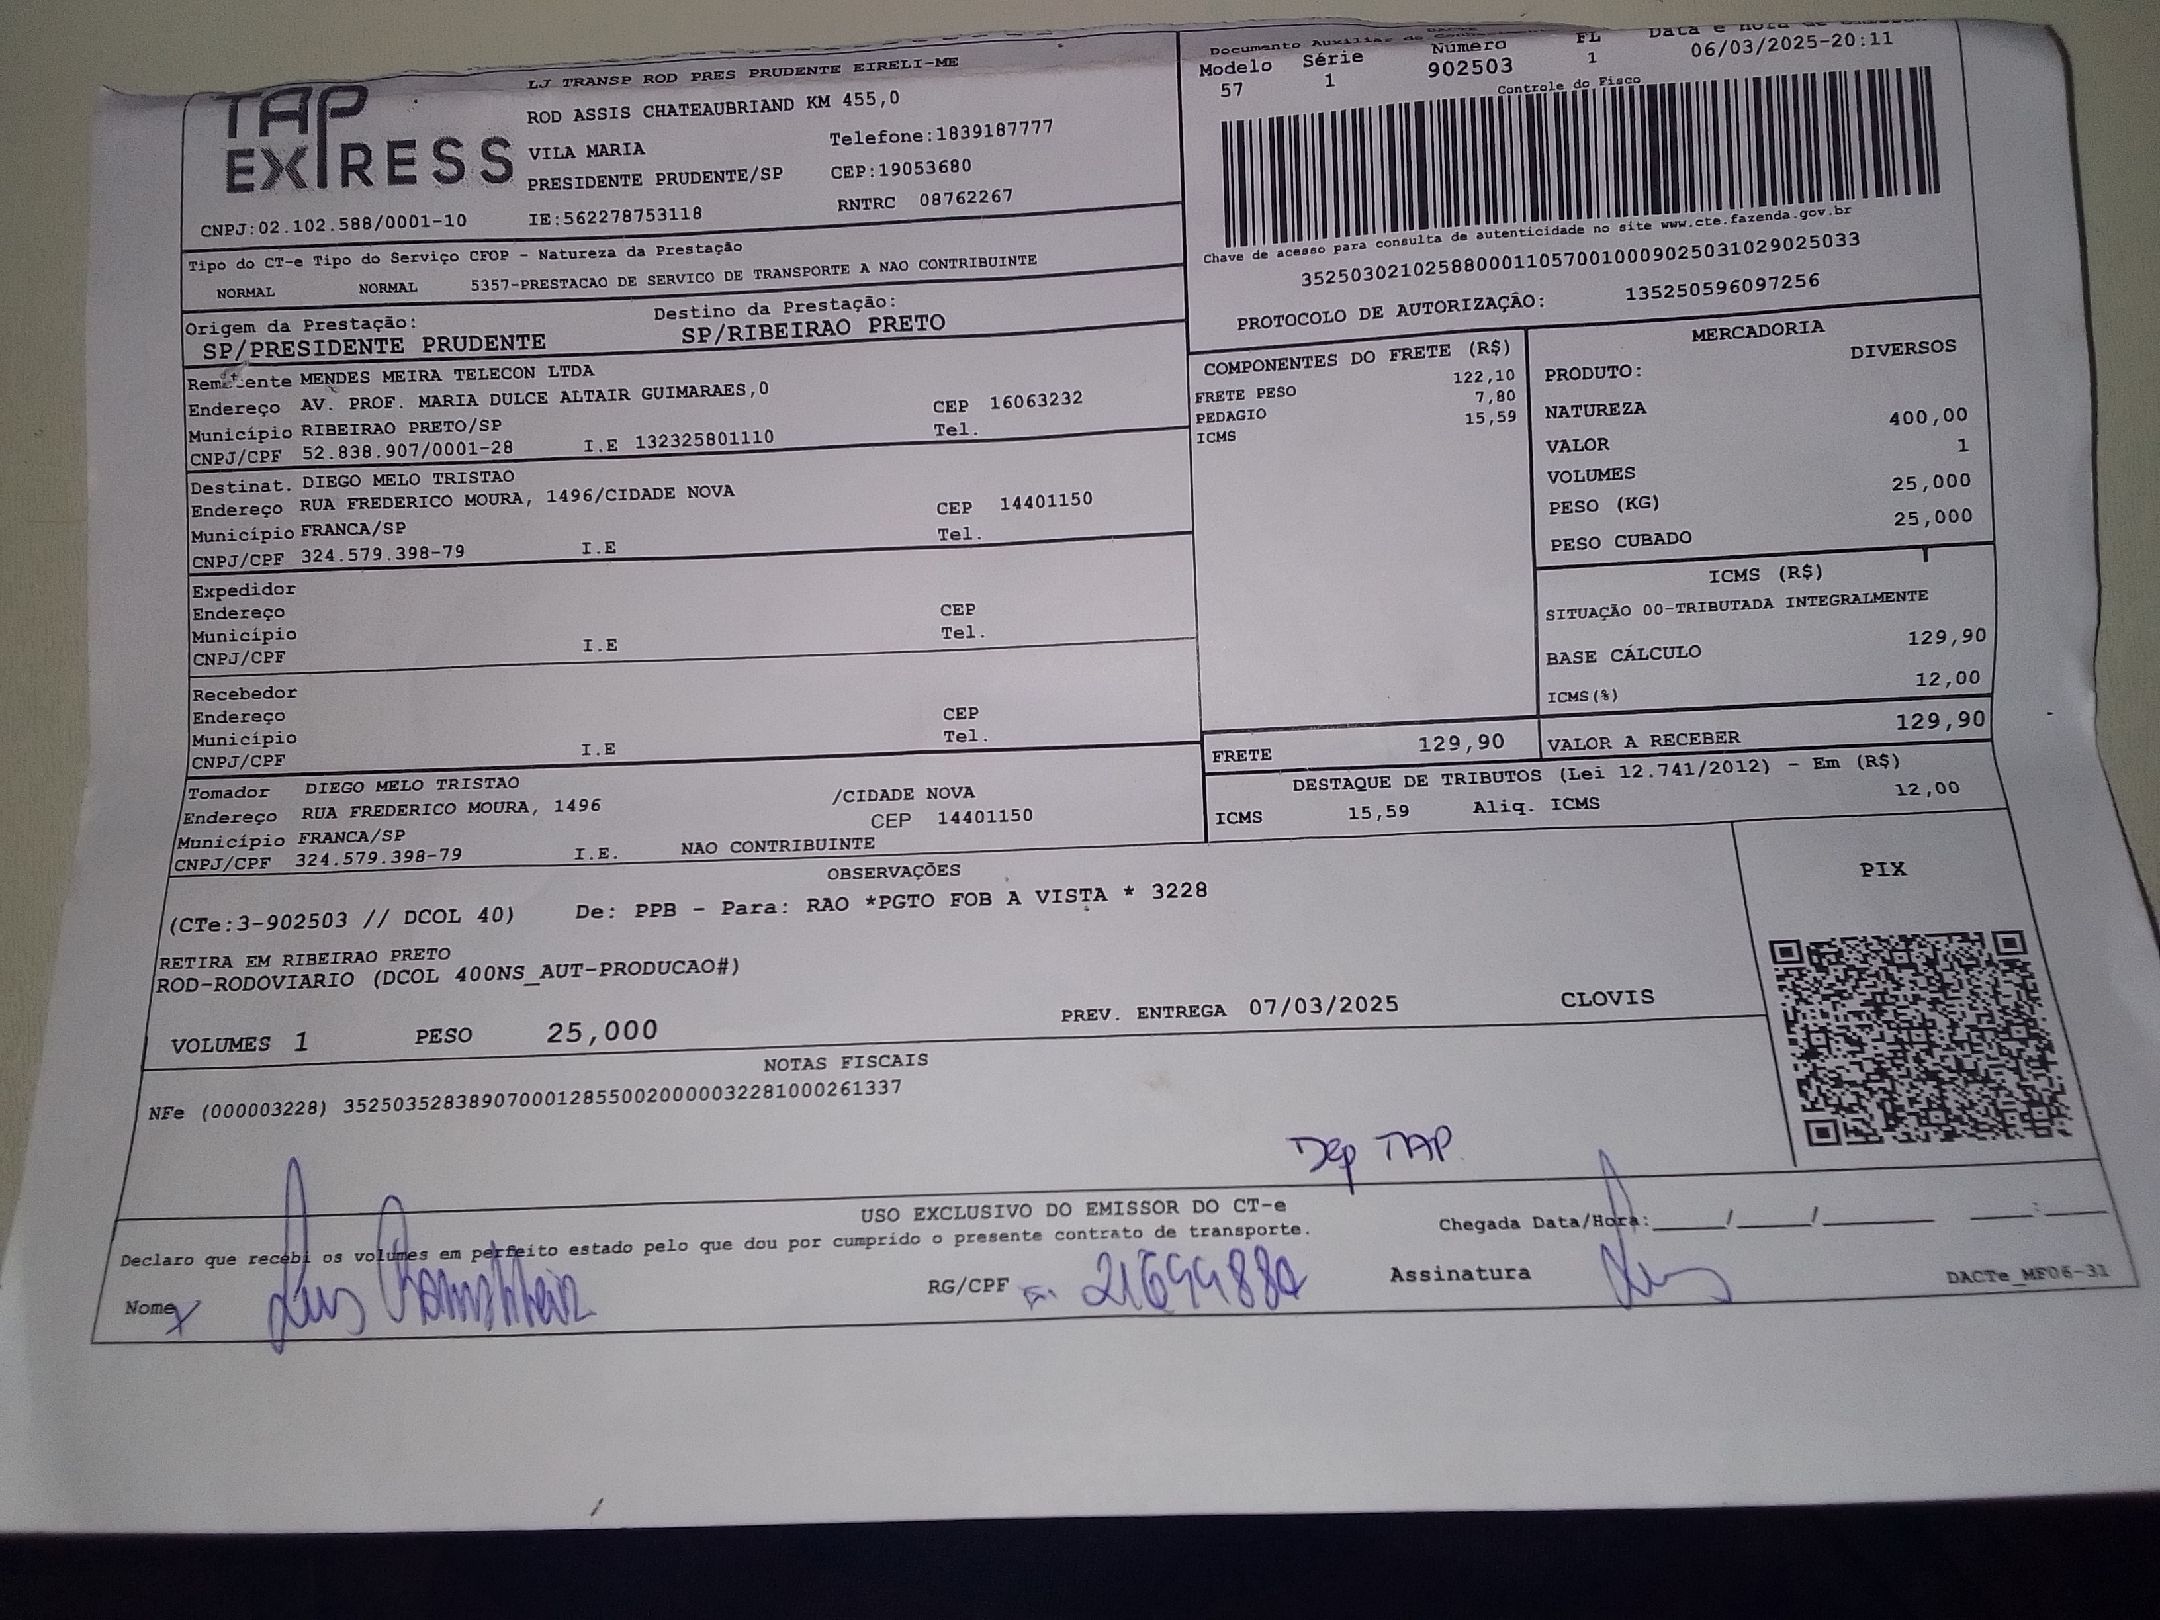 TAP
EXPRESS
LJ TRANSP ROD PRES PRUDENTE EIRELI-ME
ROD ASSIS CHATEAUBRIAND KM 455,0
VILA MARIA Telefone:1839187777
PRESIDENTE PRUDENTE/SP CEP:19053680
CNPJ:02.102.588/0001-10 IE:562278753118 RNTRC 08762267
Documento Auxiliar de
Modelo Série Número FL Data e hora de
57 1 902503 1 06/03/2025-20:11
Controle do Fisco
Chave de acesso para consulta de autenticidade no site www.cte.fazenda.gov.br
35250302102588000110570010009025031029025033
PROTOCOLO DE AUTORIZAÇÃO: 135250596097256
Tipo do CT-e Tipo do Serviço CFOP - Natureza da Prestação
NORMAL NORMAL 5357-PRESTACAO DE SERVICO DE TRANSPORTE A NAO CONTRIBUINTE
Origem da Prestação: Destino da Prestação:
SP/PRESIDENTE PRUDENTE SP/RIBEIRAO PRETO
Remetente MENDES MEIRA TELECON LTDA
Endereço AV. PROF. MARIA DULCE ALTAIR GUIMARAES,0 CEP 16063232
Município RIBEIRAO PRETO/SP Tel.
CNPJ/CPF 52.838.907/0001-28 I.E 132325801110
Destinat. DIEGO MELO TRISTAO
Endereço RUA FREDERICO MOURA, 1496/CIDADE NOVA CEP 14401150
Município FRANCA/SP Tel.
CNPJ/CPF 324.579.398-79 I.E
Expedidor
Endereço CEP
Município Tel.
CNPJ/CPF I.E
Recebedor
Endereço CEP
Município Tel.
CNPJ/CPF I.E
Tomador DIEGO MELO TRISTAO
Endereço RUA FREDERICO MOURA, 1496 /CIDADE NOVA
Município FRANCA/SP CEP 14401150
CNPJ/CPF 324.579.398-79 I.E. NAO CONTRIBUINTE
COMPONENTES DO FRETE (R$)
FRETE PESO 122,10
PEDAGIO 7,80
ICMS 15,59
MERCADORIA
PRODUTO: DIVERSOS
NATUREZA
VALOR 400,00
VOLUMES 1
PESO (KG) 25,000
PESO CUBADO 25,000
ICMS (R$)
SITUAÇÃO 00-TRIBUTADA INTEGRALMENTE
BASE CÁLCULO 129,90
ICMS(%) 12,00
FRETE 129,90 VALOR A RECEBER 129,90
DESTAQUE DE TRIBUTOS (Lei 12.741/2012) - Em (R$)
ICMS 15,59 Aliq. ICMS 12,00
OBSERVAÇÕES
(CTe:3-902503 // DCOL 40) De: PPB - Para: RAO *PGTO FOB A VISTA * 3228
RETIRA EM RIBEIRAO PRETO
ROD-RODOVIARIO (DCOL 400NS_AUT-PRODUCAO#)
VOLUMES 1 PESO 25,000 PREV. ENTREGA 07/03/2025 CLOVIS
PIX
NOTAS FISCAIS
NFe (000003228) 35250352838907000128550020000032281000261337
Dep TAP.
USO EXCLUSIVO DO EMISSOR DO CT-e
Declaro que recebi os volumes em perfeito estado pelo que dou por cumprido o presente contrato de transporte.
Chegada Data/Hora:____/____/______ ____:____
Nome RG/CPF Assinatura
DACTe_MF06-31